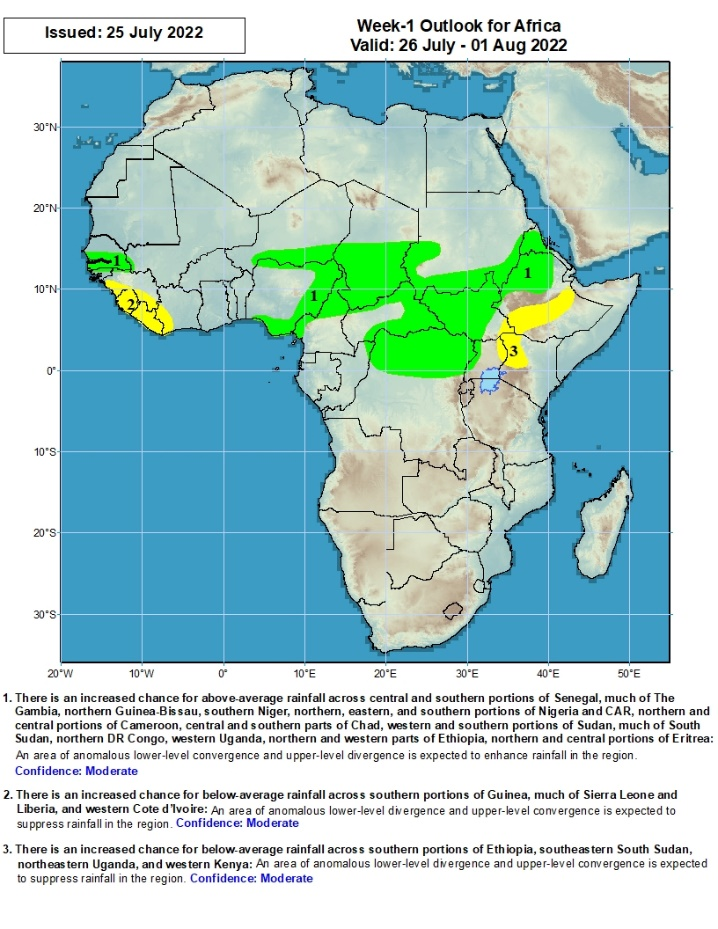 Issued: 25 July 2022
Week-1 Outlook for Africa
Valid: 26 July - 01 Aug 2022
30°N
20°N
10°N
0°
10°S
20°S
30°S
1
2
1
1
3
20°W
10°W
0°
10°E
20°E
30°E
40°E
50°E
1. There is an increased chance for above-average rainfall across central and southern portions of Senegal, much of The
Gambia, northern Guinea-Bissau, southern Niger, northern, eastern, and southern portions of Nigeria and CAR, northern and
central portions of Cameroon, central and southern parts of Chad, western and southern portions of Sudan, much of South
Sudan, northern DR Congo, western Uganda, northern and western parts of Ethiopia, northern and central portions of Eritrea:
An area of anomalous lower-level convergence and upper-level divergence is expected to enhance rainfall in the region.
Confidence: Moderate
2. There is an increased chance for below-average rainfall across southern portions of Guinea, much of Sierra Leone and
Liberia, and western Cote d'Ivoire: An area of anomalous lower-level divergence and upper-level convergence is expected to
suppress rainfall in the region. Confidence: Moderate
3. There is an increased chance for below-average rainfall across southern portions of Ethiopia, southeastern South Sudan,
northeastern Uganda, and western Kenya: An area of anomalous lower-level divergence and upper-level convergence is expected
to suppress rainfall in the region. Confidence: Moderate